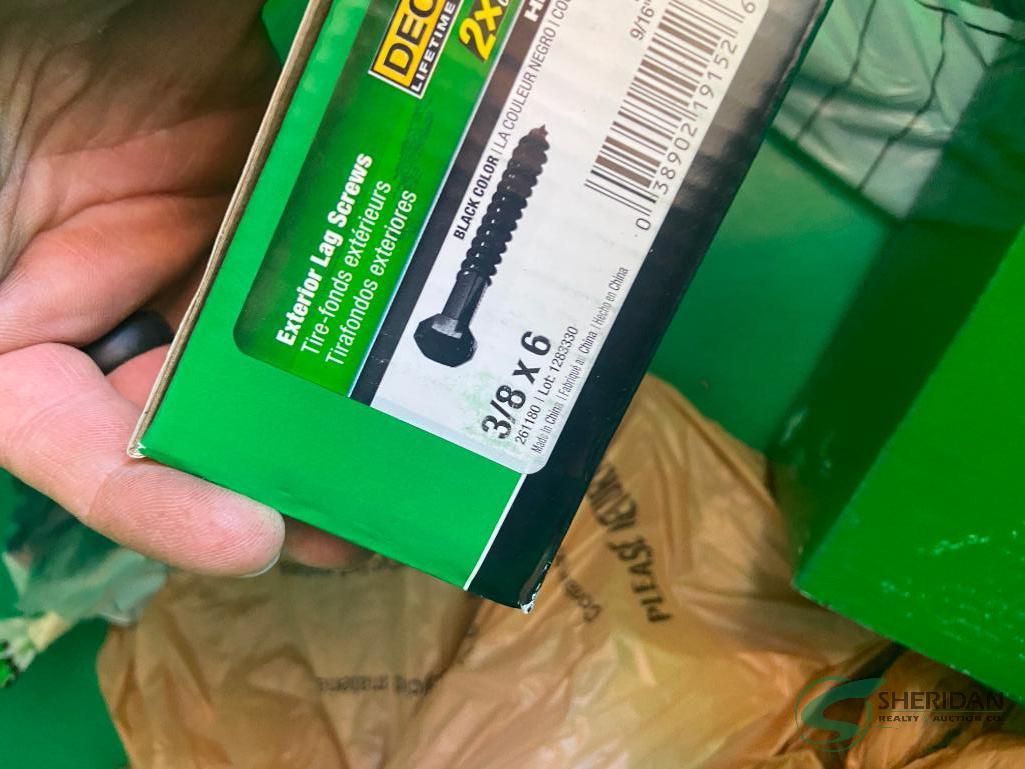 DEC
LIFETIME
2x
Exterior Lag Screws
Tire-fonds extérieurs
Tirafondos exteriores
BLACK COLOR | LA COULEUR NEGRO | CO
3/8 x 6
261180 | Lot: 1283330
Made in China | Fabriqué au China | Hecho en China
9/16"
0 38902 19152 6
PLEASE RETURN
SHERIDAN
REALTY & AUCTION CO.